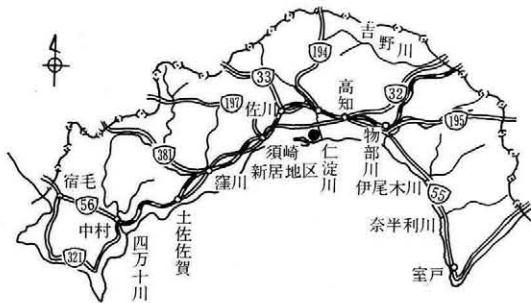 吉野川
194
33
高知
32
197
佐川
195
物部川
須崎
新居地区
仁淀川
381
伊尾木川
窪川
55
宿毛
56
奈半利川
土佐佐賀
中村
四万十川
321
室戸